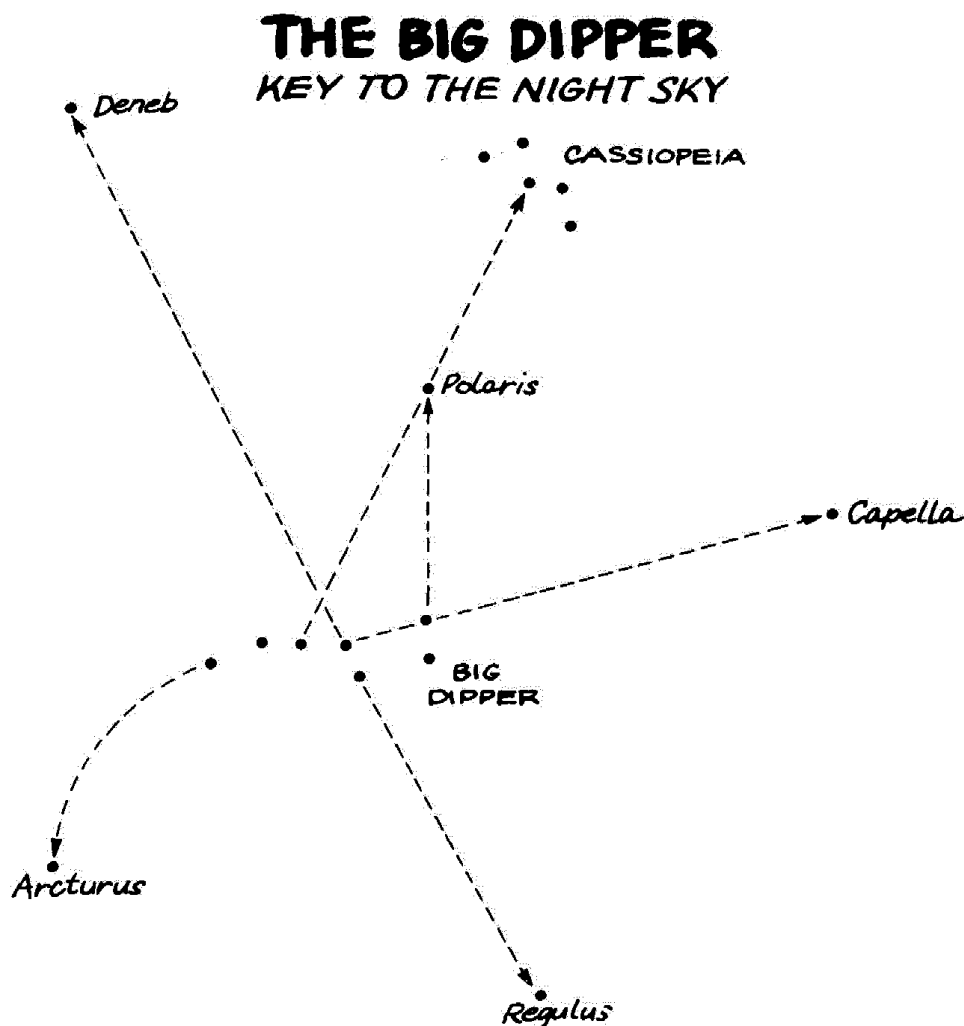 THE BIG DIPPER
KEY TO THE NIGHT SKY
Deneb
CASSIOPEIA
Polaris
Capella
BIG
DIPPER
Arcturus
Regulus